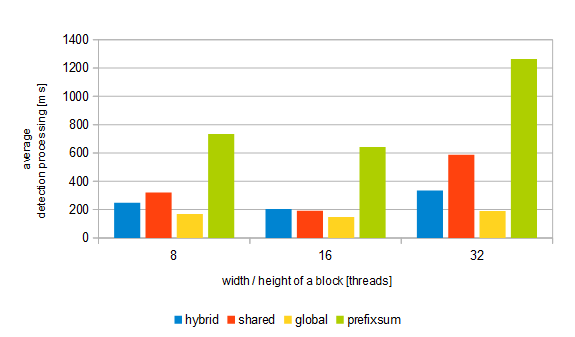 1400
1200
1000
800
600
400
200
0
average
detection processing [ms]
8 16 32
width / height of a block [threads]
hybrid shared global prefixsum